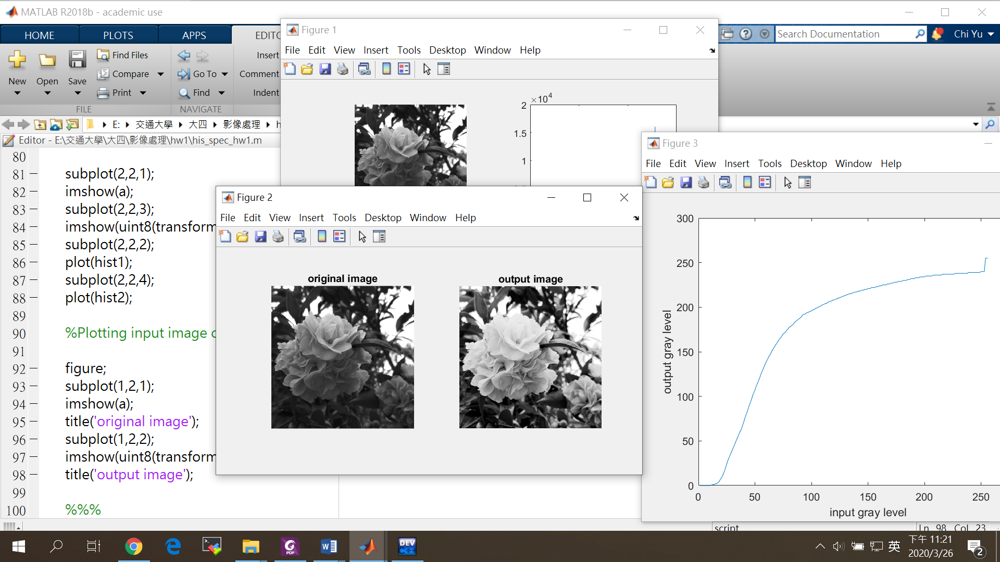 MATLAB R2018b - academic use
HOME
PLOTS
APPS
Search Documentation
Chi Yu
New
Open
Save
Find Files
Compare
Print
Go To
Find
Insert
Comment
Indent
FILE
NAVIGATE
E:
交通大學
大四
影像處理
Editor - E:\交通大學\大四\影像處理\hw1\his_spec_hw1.m
80
81 subplot(2,2,1);
82 imshow(a);
83 subplot(2,2,3);
84 imshow(uint8(transform
85 subplot(2,2,2);
86 plot(hist1);
87 subplot(2,2,4);
88 plot(hist2);
89
90 %Plotting input image
91
92 figure;
93 subplot(1,2,1);
94 imshow(a);
95 title('original image');
96 subplot(1,2,2);
97 imshow(uint8(transform
98 title('output image');
99
100 %%%
script
Ln 98 Col 23
Figure 1
File Edit View Insert Tools Desktop Window Help
×10⁴
2
1.5
1
Figure 2
File Edit View Insert Tools Desktop Window Help
original image
output image
Figure 3
File Edit View Insert Tools Desktop Window Help
300
250
200
150
100
50
0
output gray level
0 50 100 150 200 250
input gray level
PDF
DEV
C++
英
下午 11:21
2020/3/26
2